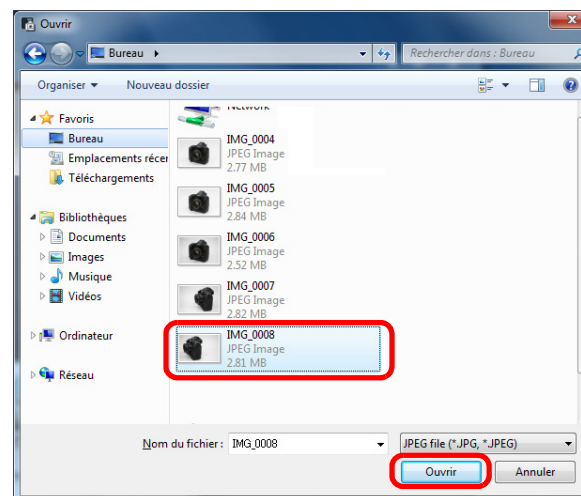 Ouvrir
Bureau
Rechercher dans : Bureau
Organiser
Nouveau dossier
Favoris
Bureau
Emplacements récer
Téléchargements
Bibliothèques
Documents
Images
Musique
Vidéos
Ordinateur
Réseau
Network
IMG_0004
JPEG Image
2.77 MB
IMG_0005
JPEG Image
2.84 MB
IMG_0006
JPEG Image
2.52 MB
IMG_0007
JPEG Image
2.82 MB
IMG_0008
JPEG Image
2.81 MB
Nom du fichier : IMG_0008
JPEG file (*.JPG, *.JPEG)
Ouvrir
Annuler